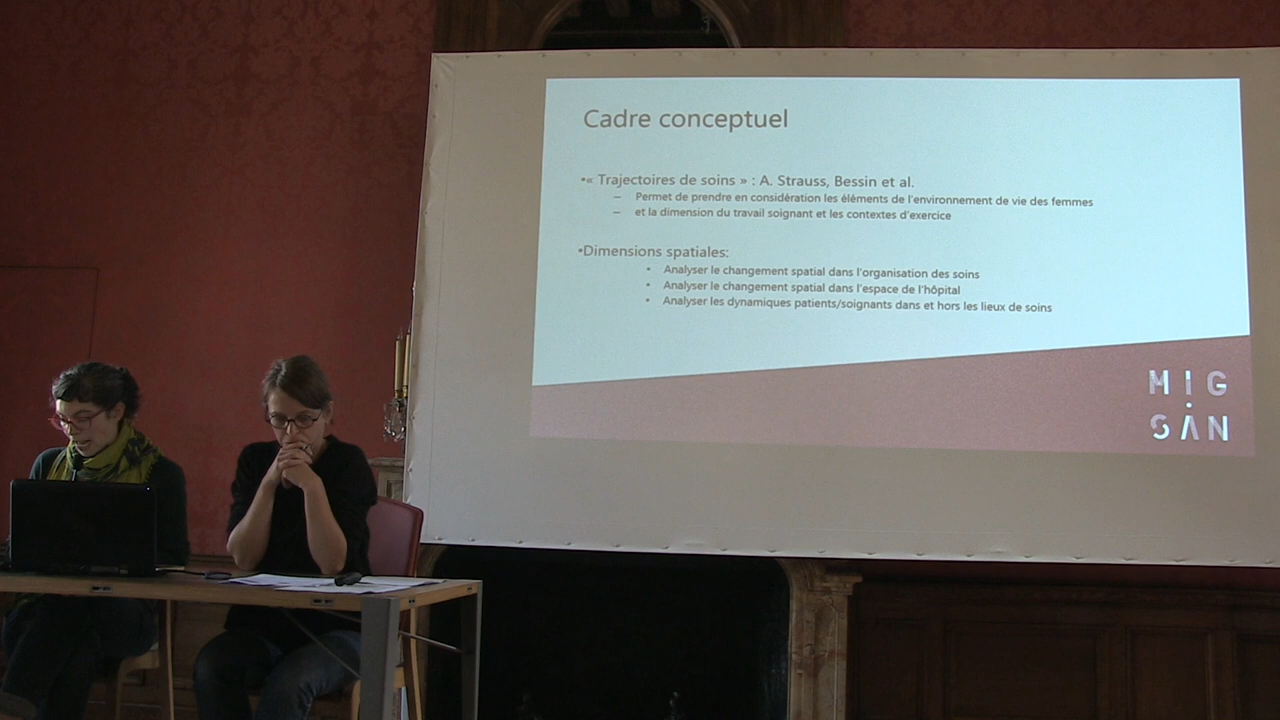 Cadre conceptuel
•« Trajectoires de soins » : A. Strauss, Bessin et al.
– Permet de prendre en considération les éléments de l'environnement de vie des femmes
– et la dimension du travail soignant et les contextes d'exercice
•Dimensions spatiales:
• Analyser le changement spatial dans l'organisation des soins
• Analyser le changement spatial dans l'espace de l'hôpital
• Analyser les dynamiques patients/soignants dans et hors les lieux de soins
MIG
SAN